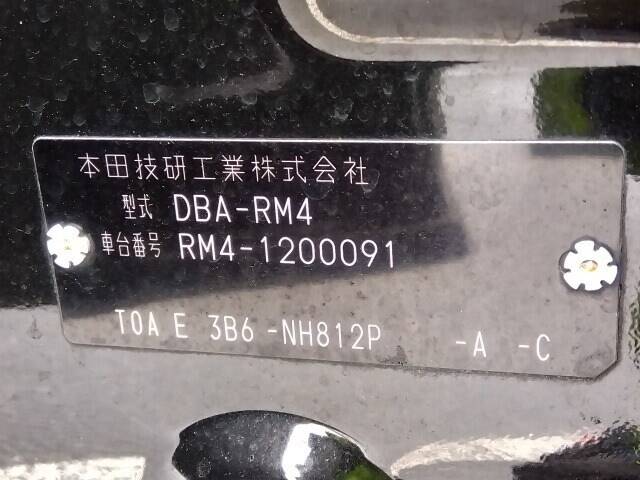 本田技研工業株式会社
型式 DBA-RM4
車台番号 RM4-1200091
TOA E 3B6 -NH812P -A -C